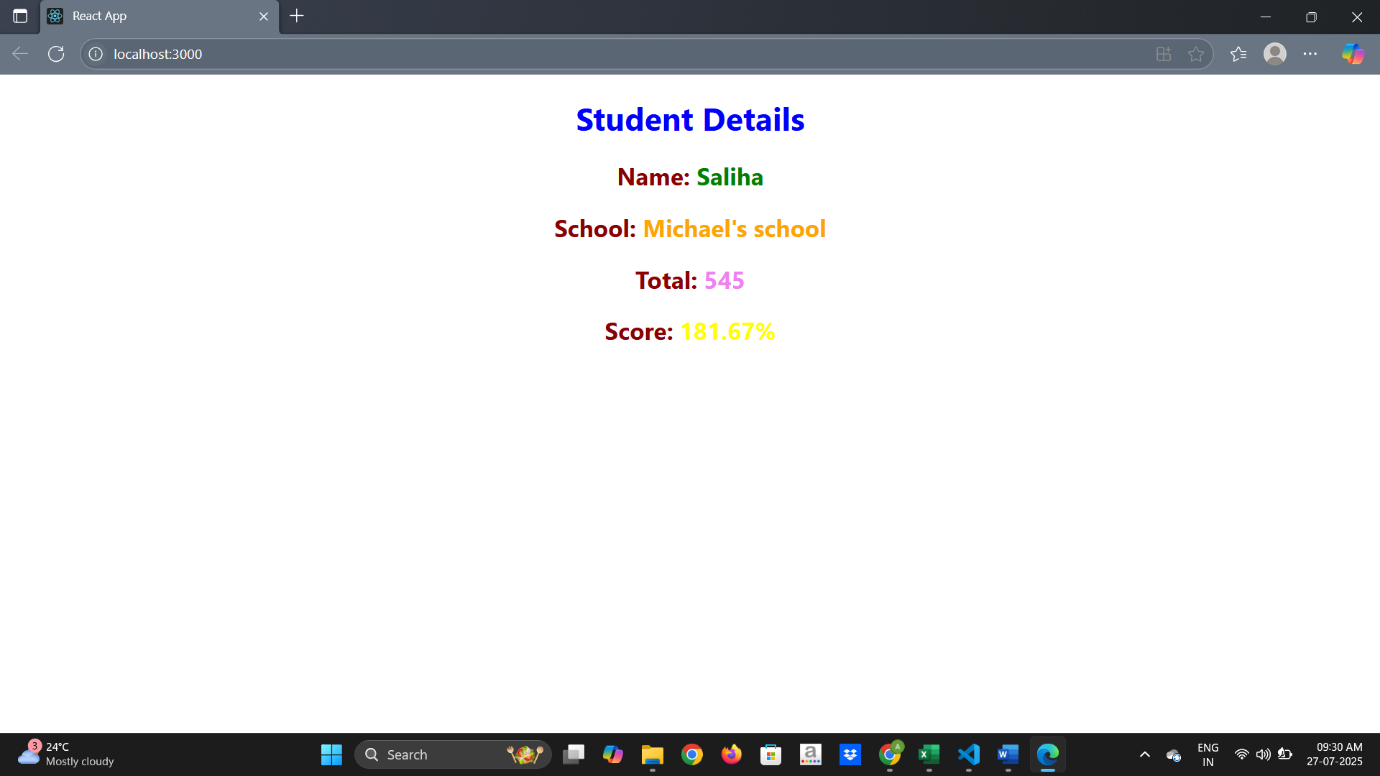 React App
localhost:3000
Student Details
Name: Saliha
School: Michael's school
Total: 545
Score: 181.67%
3
24°C
Mostly cloudy
Search
a
A
X
W
ENG
IN
09:30 AM
27-07-2025